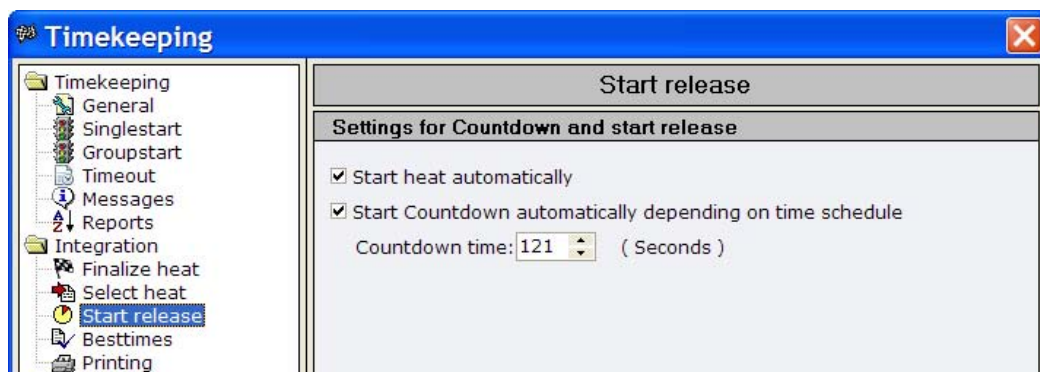 Timekeeping
Timekeeping
General
Singlestart
Groupstart
Timeout
Messages
Reports
Integration
Finalize heat
Select heat
Start release
Besttimes
Printing
Start release
Settings for Countdown and start release
Start heat automatically
Start Countdown automatically depending on time schedule
Countdown time: 121 ( Seconds )